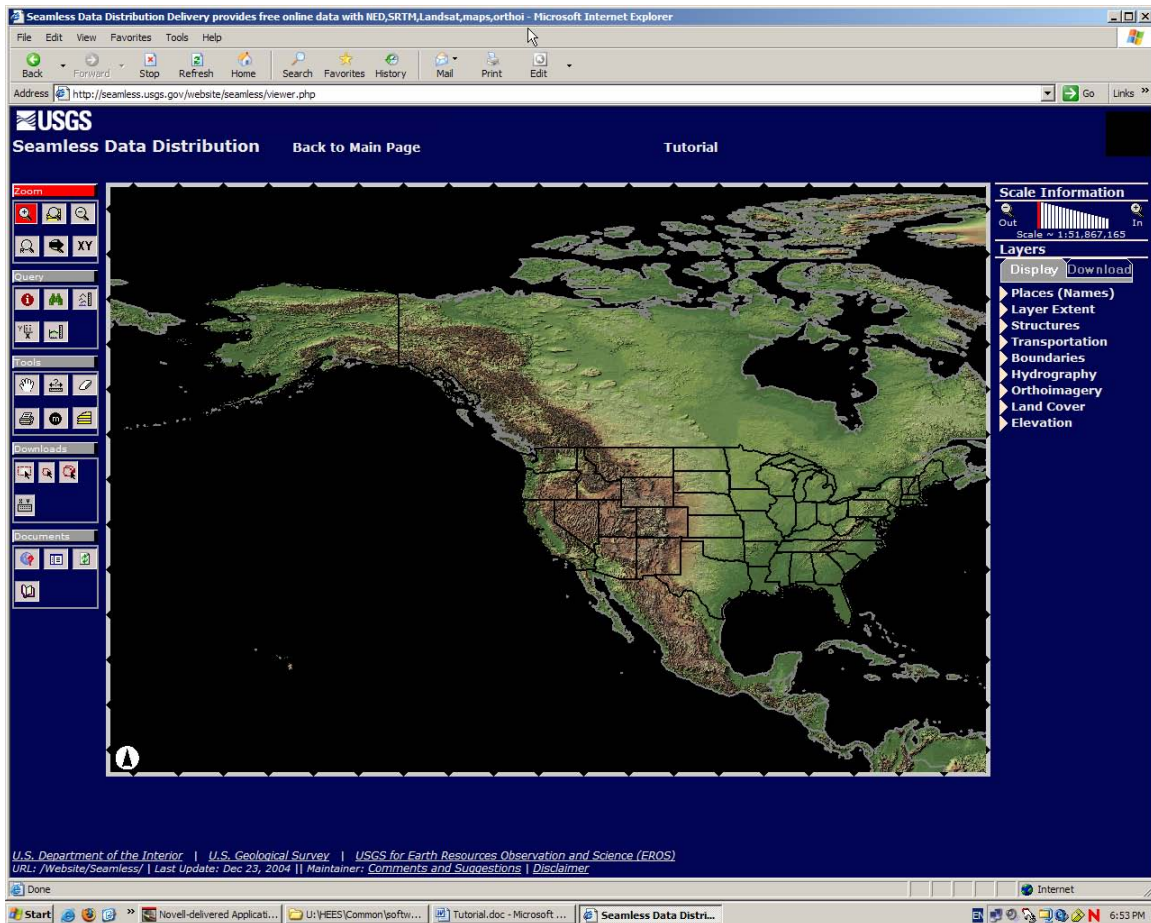 Seamless Data Distribution Delivery provides free online data with NED,SRTM,Landsat,maps,orthoi - Microsoft Internet Explorer
File Edit View Favorites Tools Help
Back Forward Stop Refresh Home Search Favorites History Mail Print Edit
Address http://seamless.usgs.gov/website/seamless/viewer.php Go Links »
USGS
Seamless Data Distribution Back to Main Page Tutorial
Zoom
XY
Query
Tools
Downloads
Documents
Scale Information
Out In
Scale ~ 1:51,867,165
Layers
Display Download
Places (Names)
Layer Extent
Structures
Transportation
Boundaries
Hydrography
Orthoimagery
Land Cover
Elevation
U.S. Department of the Interior | U.S. Geological Survey | USGS for Earth Resources Observation and Science (EROS)
URL: /Website/Seamless/ | Last Update: Dec 23, 2004 || Maintainer: Comments and Suggestions | Disclaimer
Done Internet
Start » Novell-delivered Applicati... U:\HEES\Common\softw... Tutorial.doc - Microsoft ... Seamless Data Distri... EN 6:53 PM